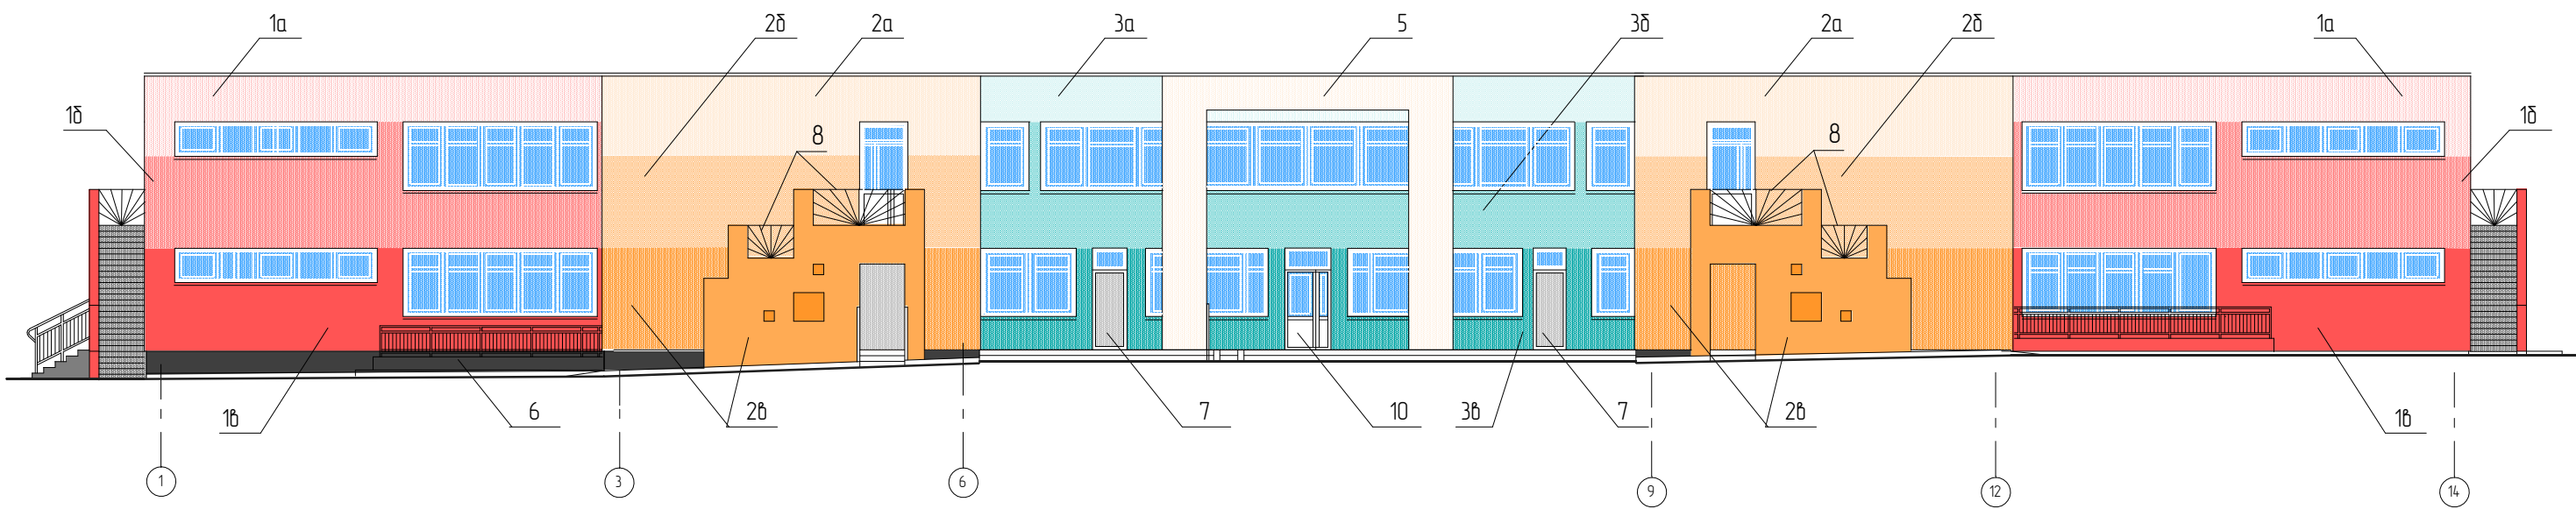 1а 2б 2а 3а 5 3б 2а 2б 1а
1б 8 8 1б
1в 6 2в 7 10 3в 7 2в 1в
1 3 6 9 12 14